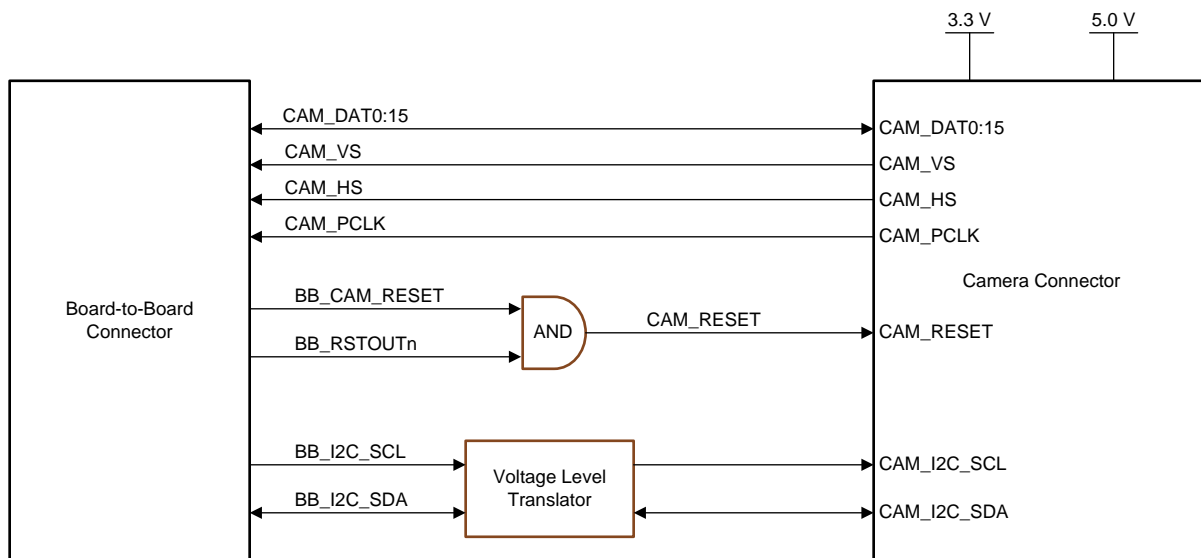 3.3 V
5.0 V
CAM_DAT0:15
CAM_DAT0:15
CAM_VS
CAM_VS
CAM_HS
CAM_HS
CAM_PCLK
CAM_PCLK
Camera Connector
Board-to-Board
Connector
BB_CAM_RESET
BB_RSTOUTn
AND
CAM_RESET
CAM_RESET
BB_I2C_SCL
BB_I2C_SDA
Voltage Level
Translator
CAM_I2C_SCL
CAM_I2C_SDA